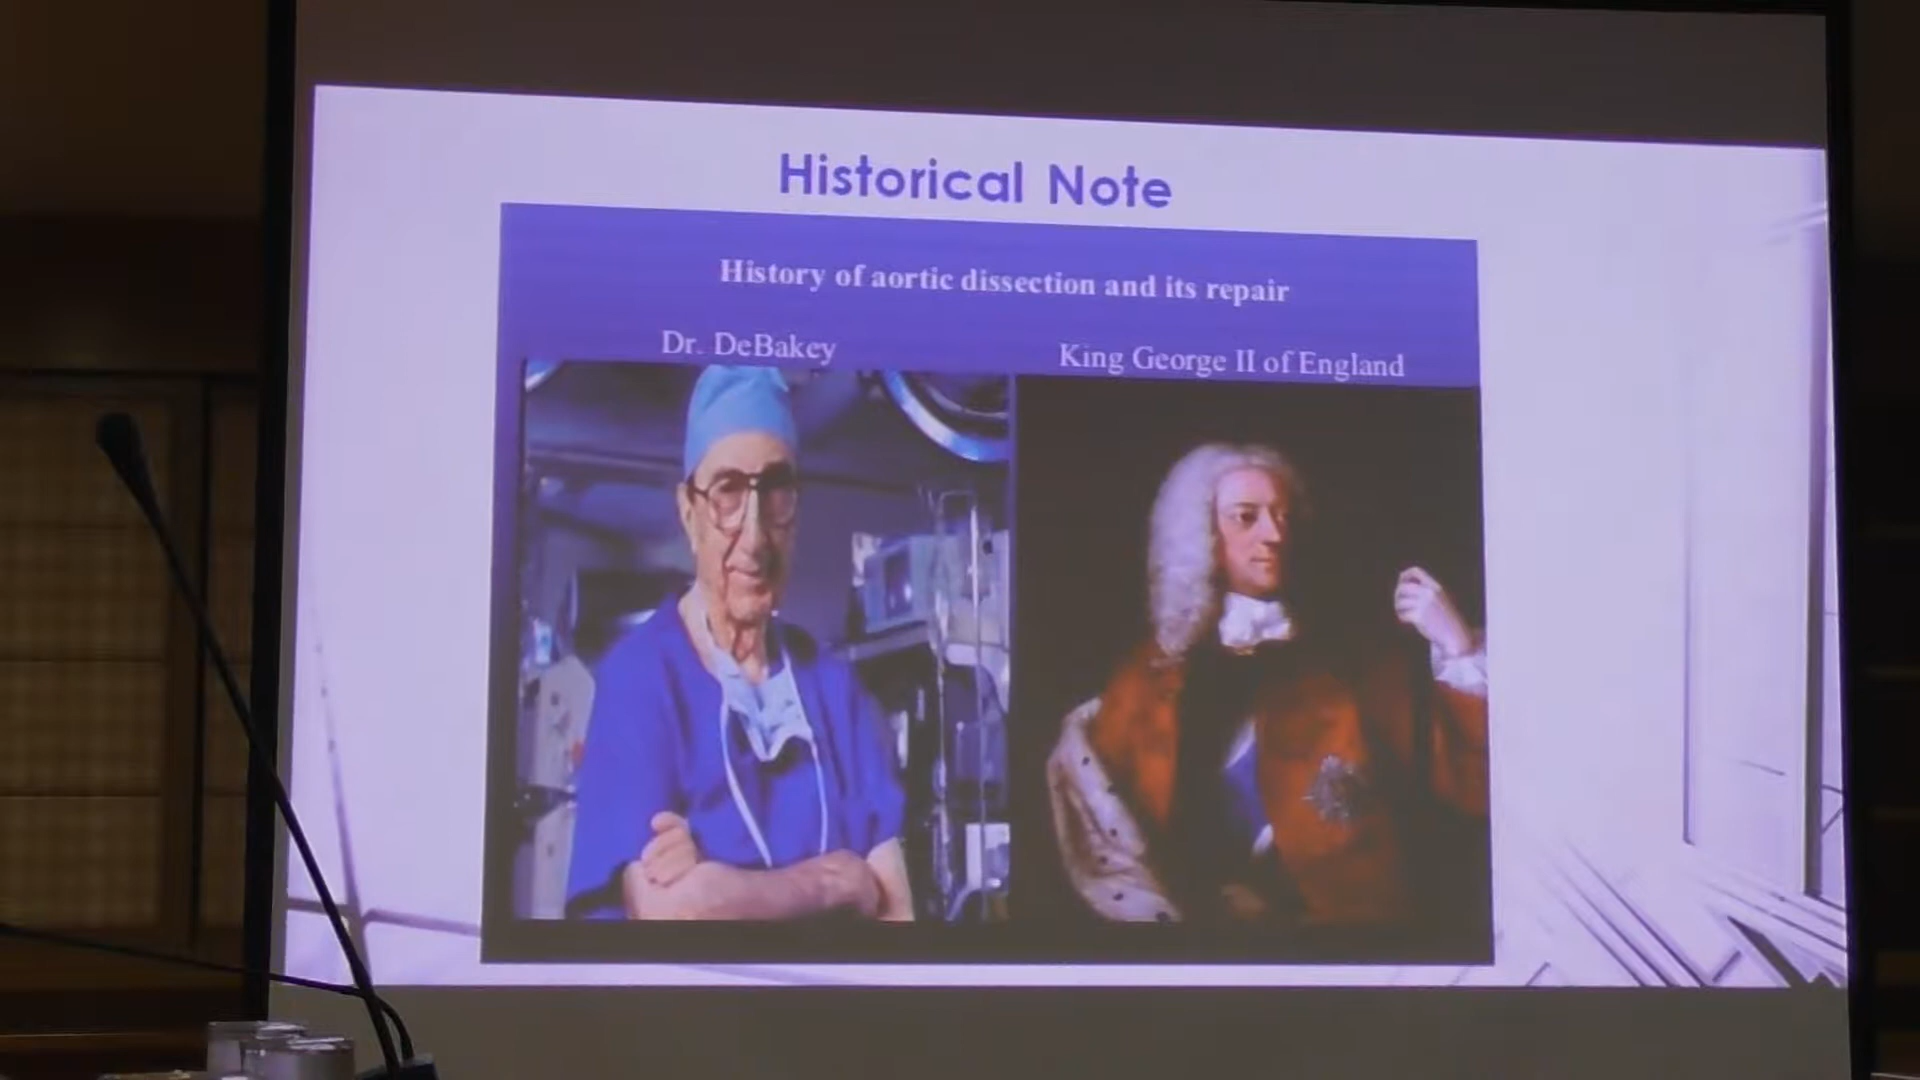 Historical Note
History of aortic dissection and its repair
Dr. DeBakey
King George II of England